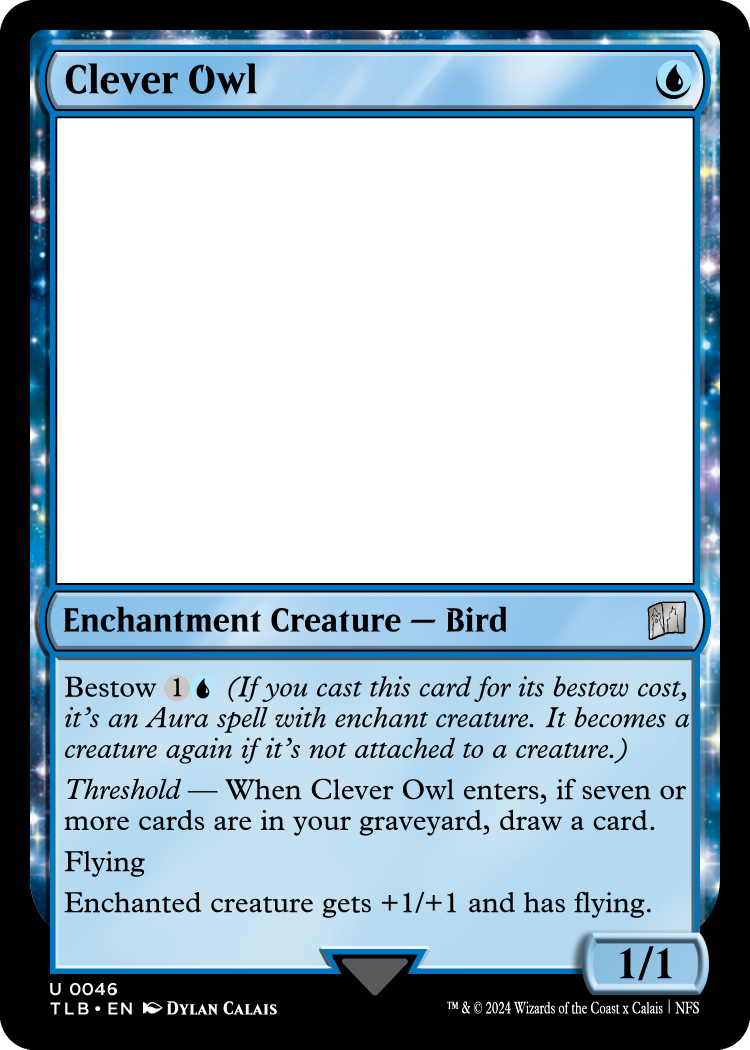 Clever Owl
Enchantment Creature — Bird
Bestow 1 (If you cast this card for its bestow cost,
it's an Aura spell with enchant creature. It becomes a
creature again if it's not attached to a creature.)
Threshold — When Clever Owl enters, if seven or
more cards are in your graveyard, draw a card.
Flying
Enchanted creature gets +1/+1 and has flying.
1/1
U 0046
TLB • EN DYLAN CALAIS
™ & © 2024 Wizards of the Coast x Calais | NFS